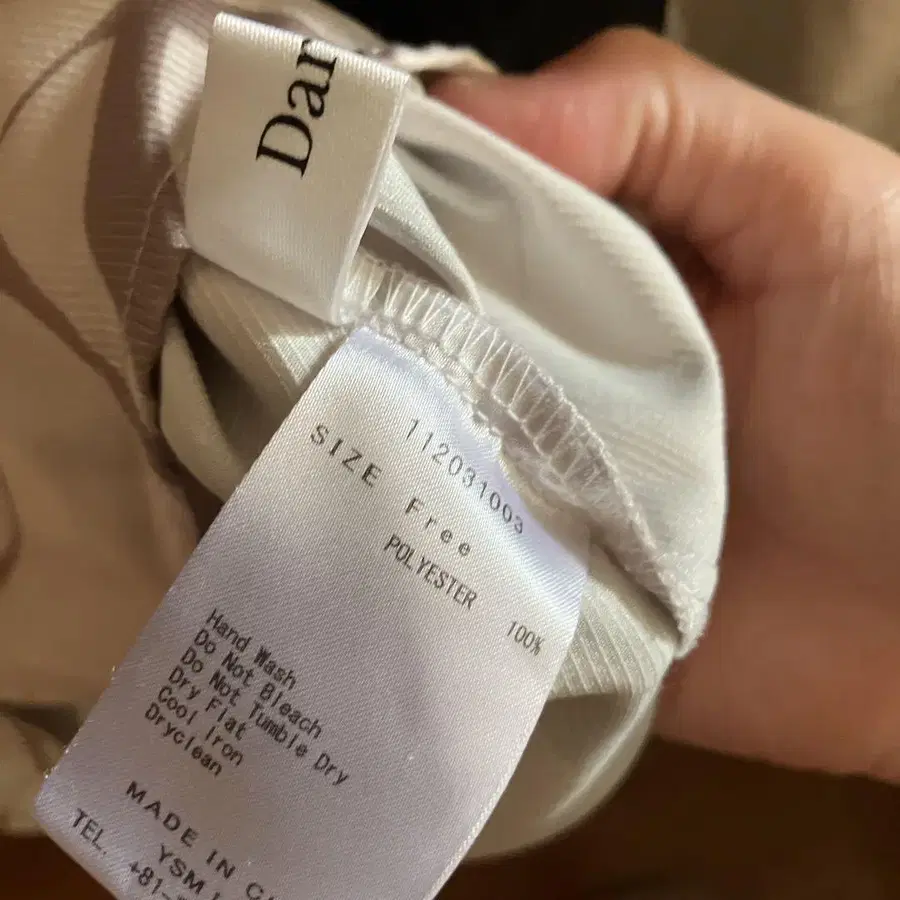 Dar
112031003
SIZE Free
POLYESTER 100%
Hand Wash
Do Not Bleach
Do Not Tumble Dry
Dry Flat
Cool Iron
Dryclean
MADE IN C
YSM
TEL. +81-